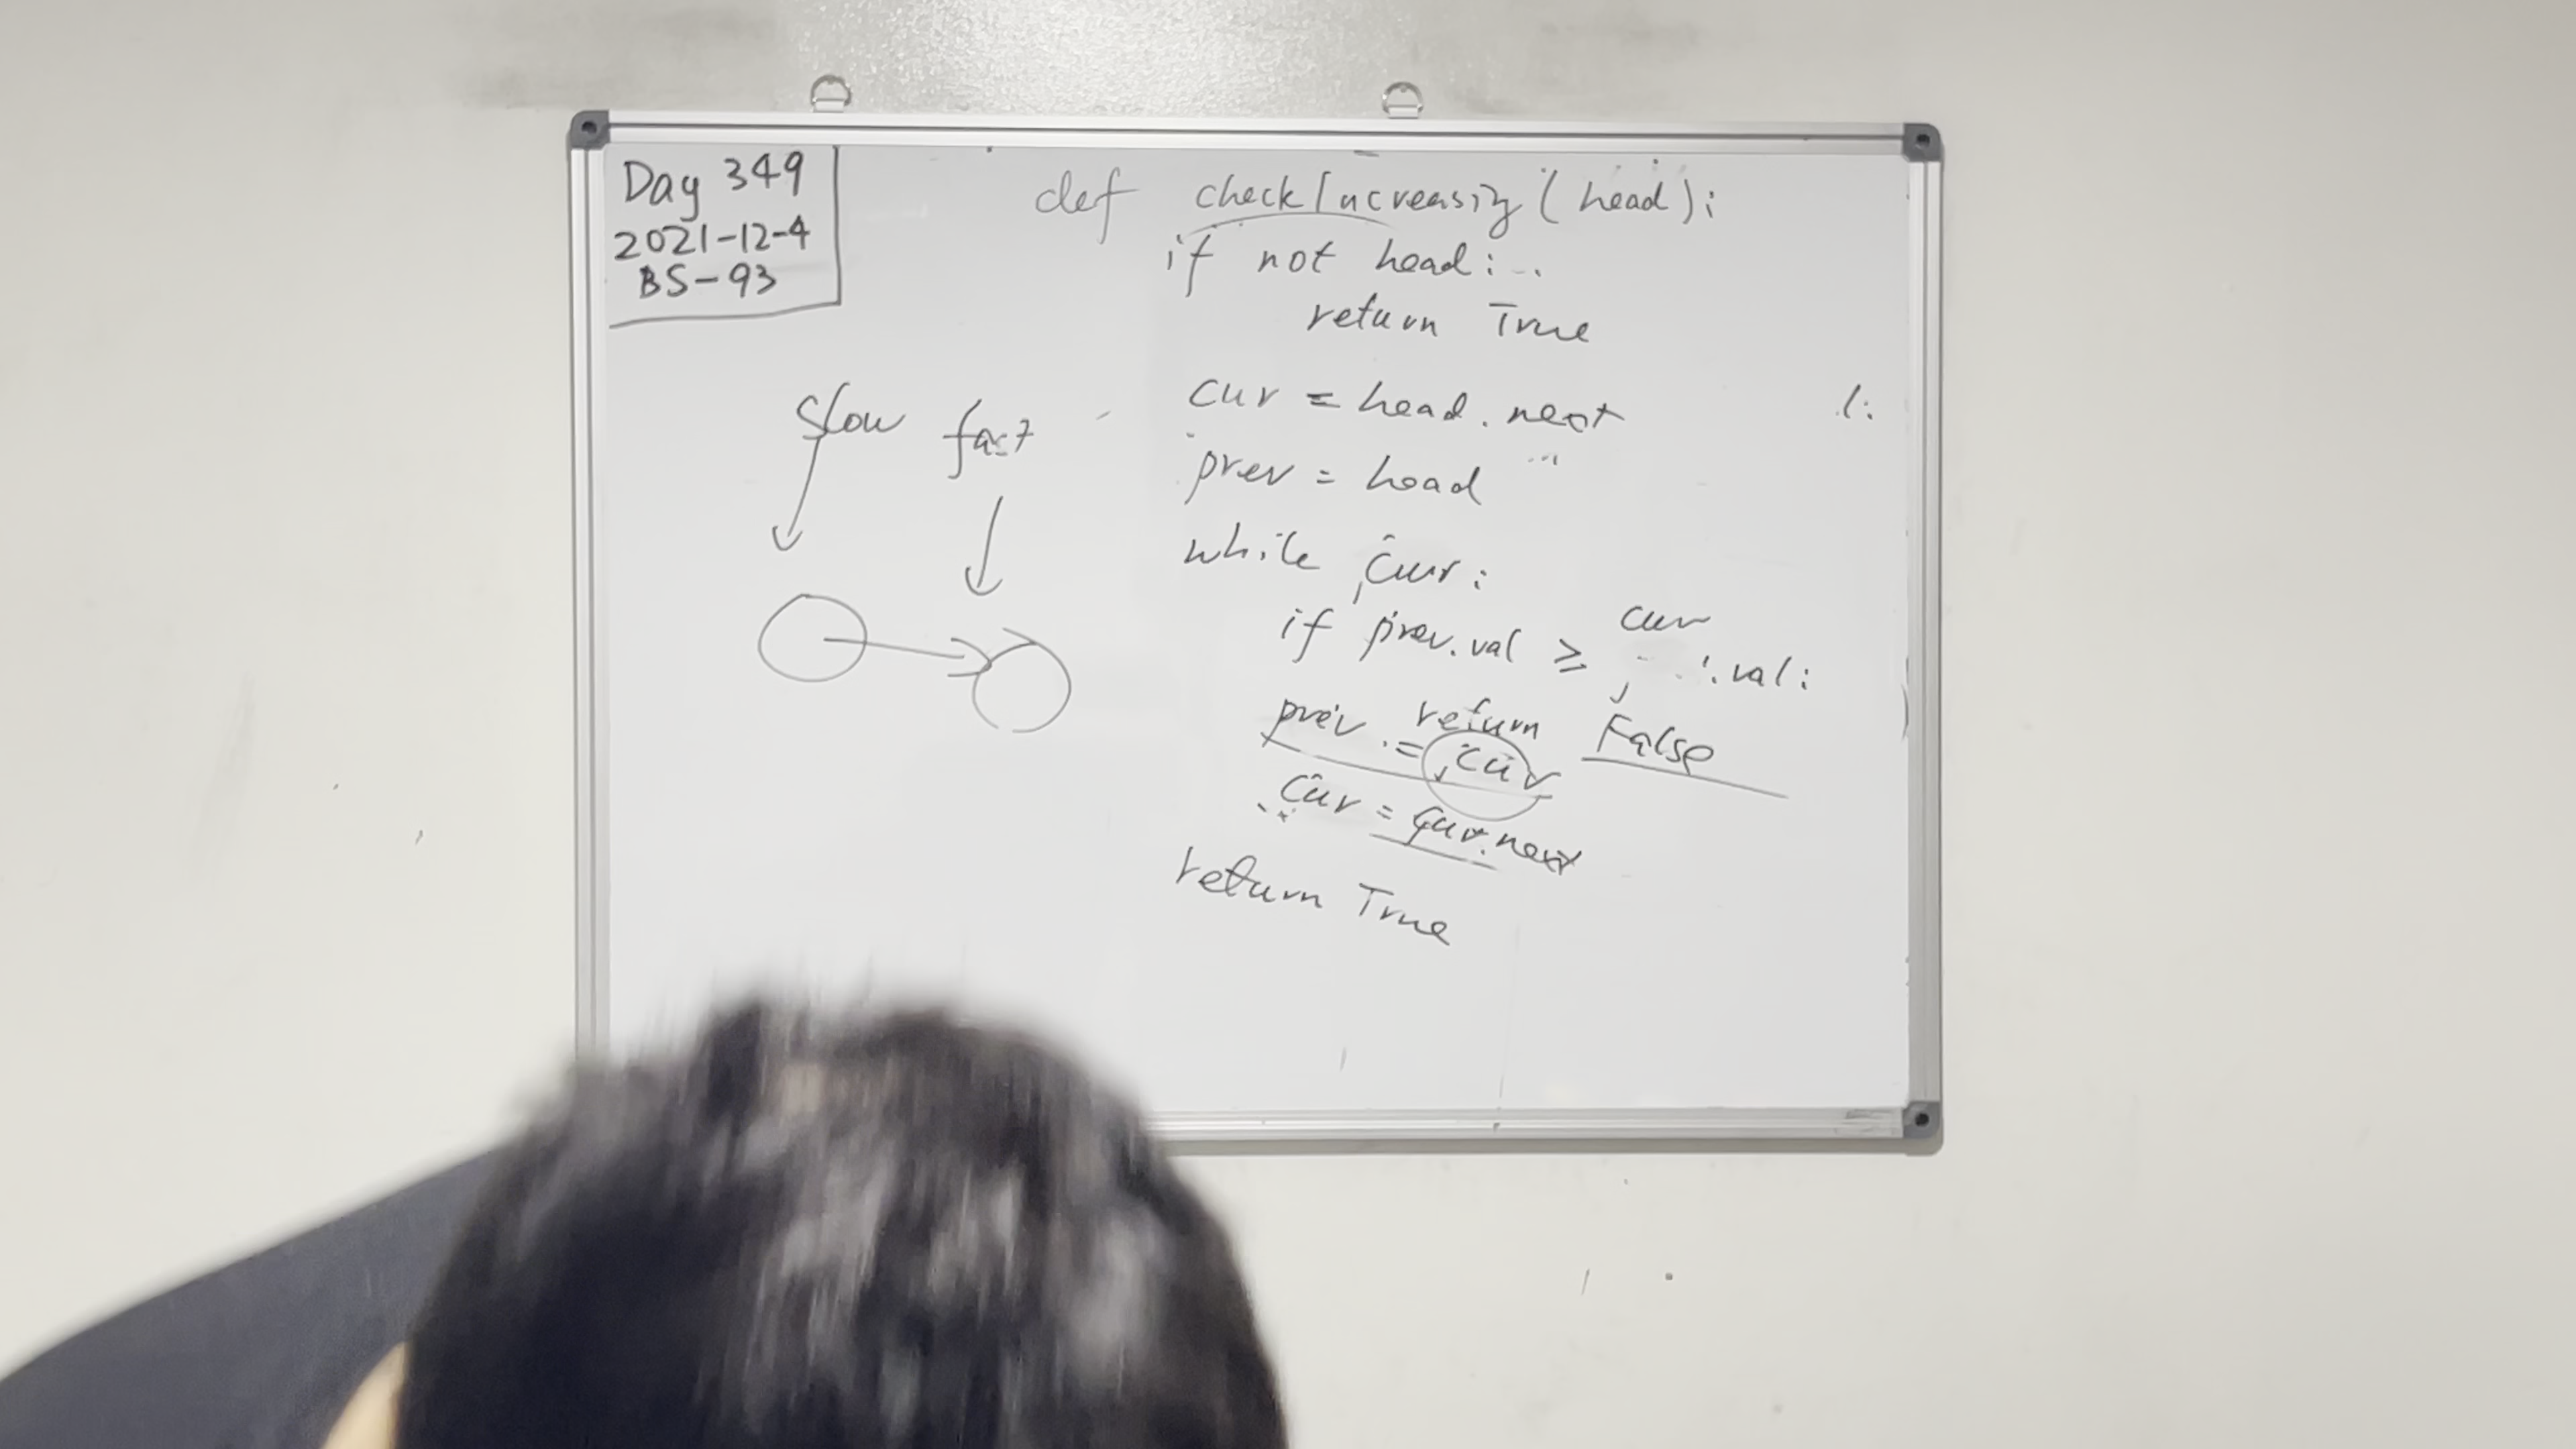 Day 349
2021-12-4
BS-93
def checkIncreasing(head):
if not head:
return True
cur = head.next
prev = head
while cur:
if prev.val ≥ cur.val:
return False
prev = cur
cur = cur.next
return True
slow fast